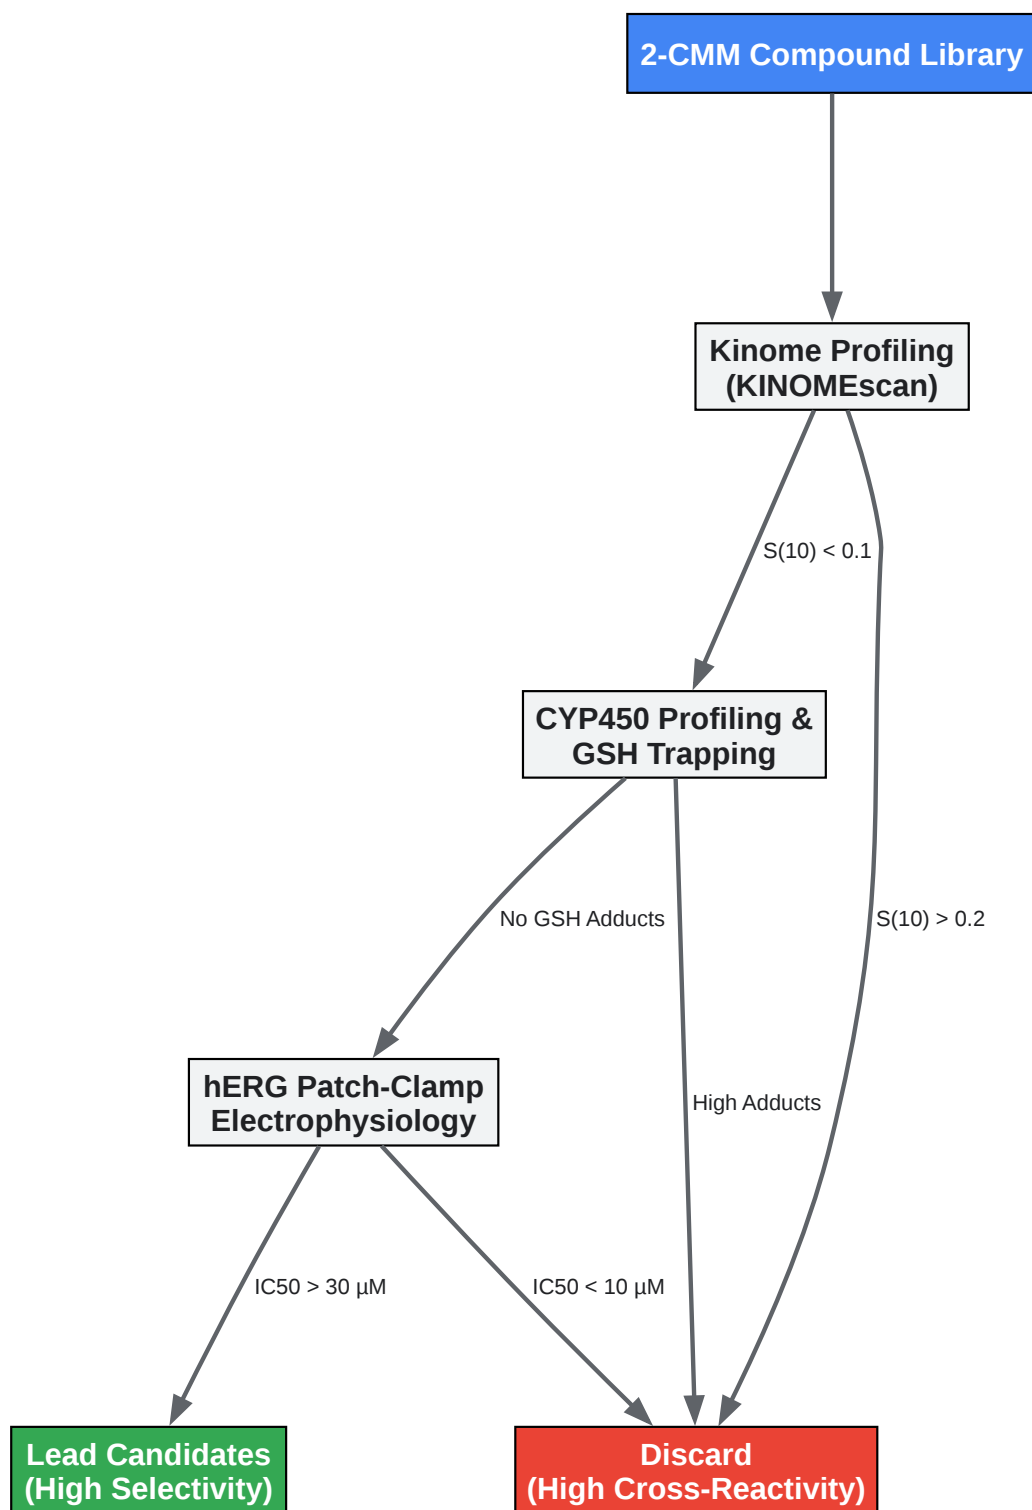 2-CMM Compound Library
Kinome Profiling
(KINOMEscan)
S(10) < 0.1
CYP450 Profiling &
GSH Trapping
No GSH Adducts
S(10) > 0.2
hERG Patch-Clamp
Electrophysiology
High Adducts
IC50 > 30 µM
IC50 < 10 µM
Lead Candidates
(High Selectivity)
Discard
(High Cross-Reactivity)